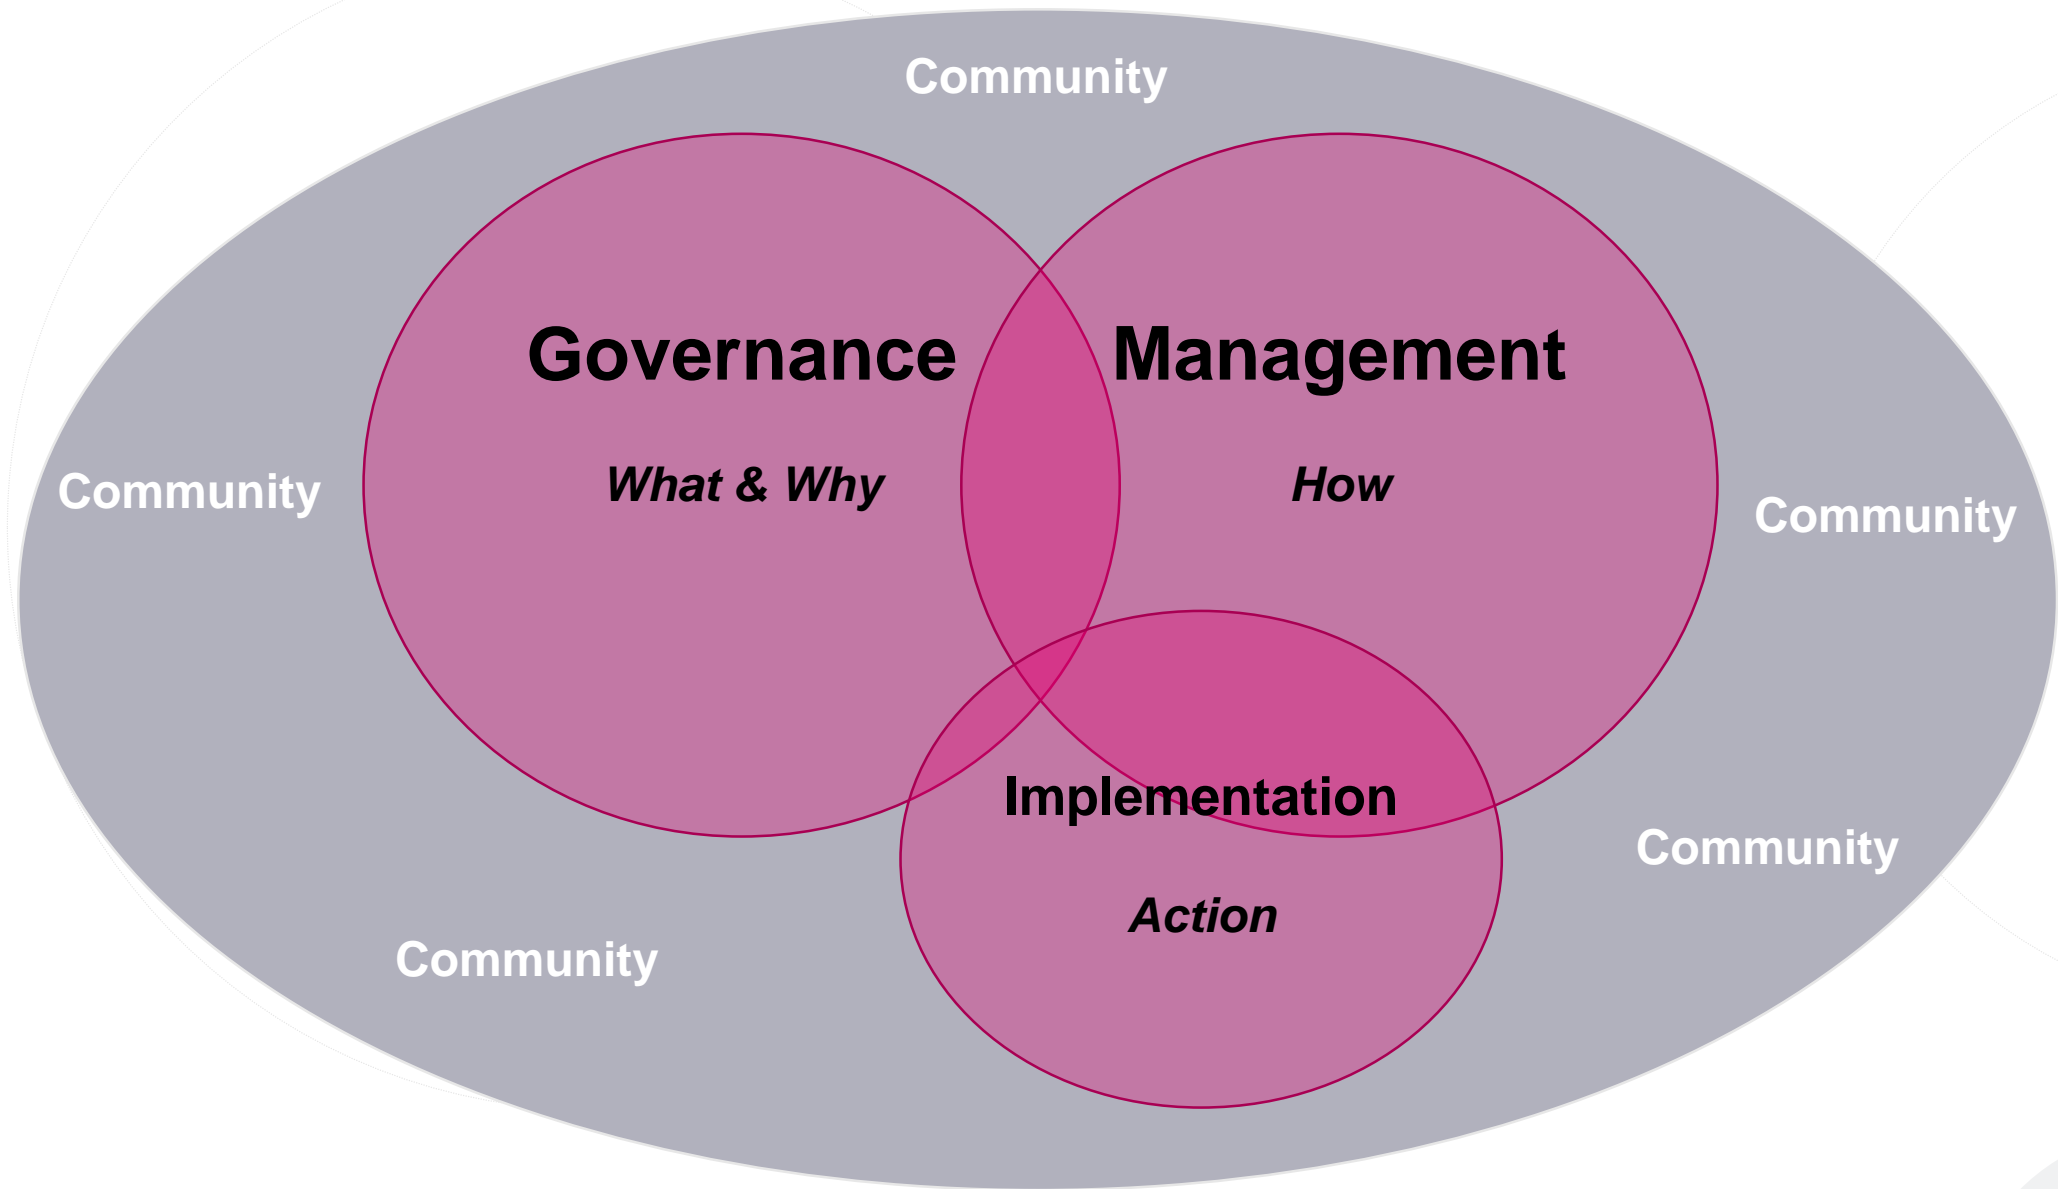 Community
Governance
Management
What & Why
How
Community
Community
Implementation
Community
Action
Community